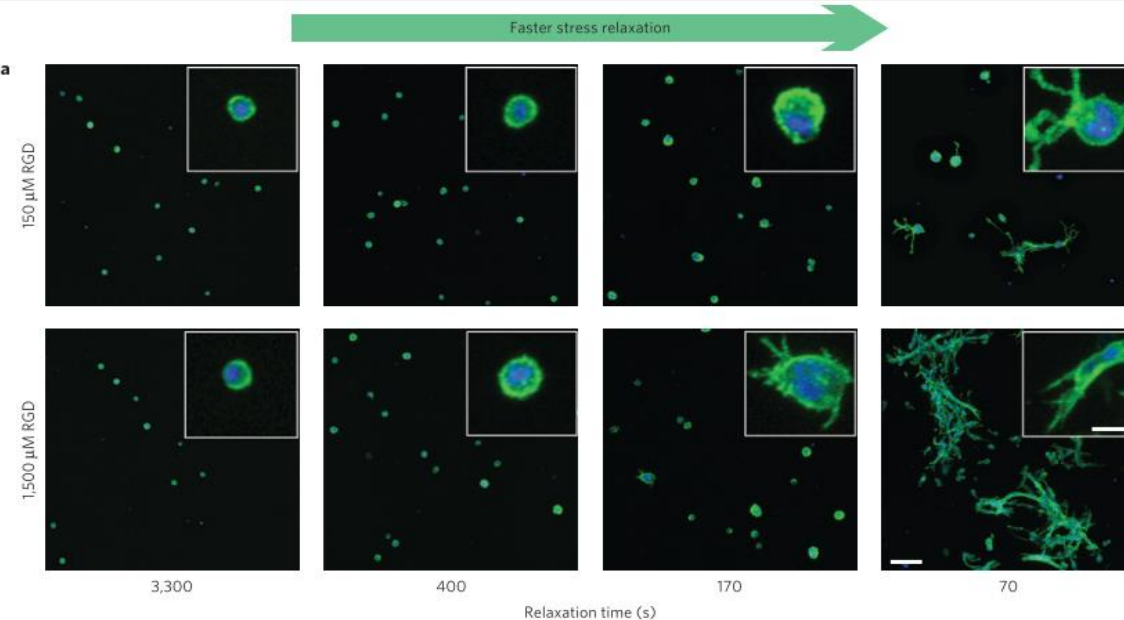 Faster stress relaxation
a
150 μM RGD
1,500 μM RGD
3,300 400 170 70
Relaxation time (s)